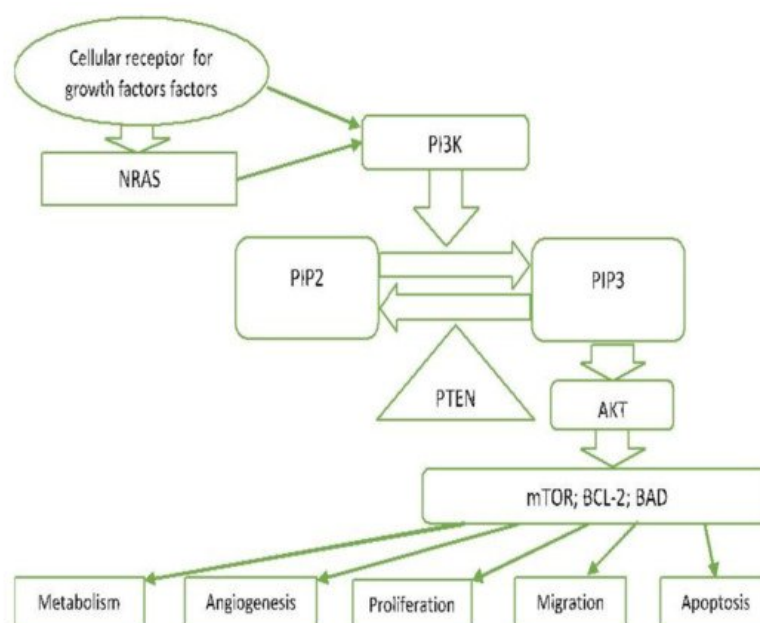 Cellular receptor for
growth factors factors
PI3K
NRAS
PIP2
PIP3
PTEN
AKT
mTOR; BCL-2; BAD
Metabolism
Angiogenesis
Proliferation
Migration
Apoptosis